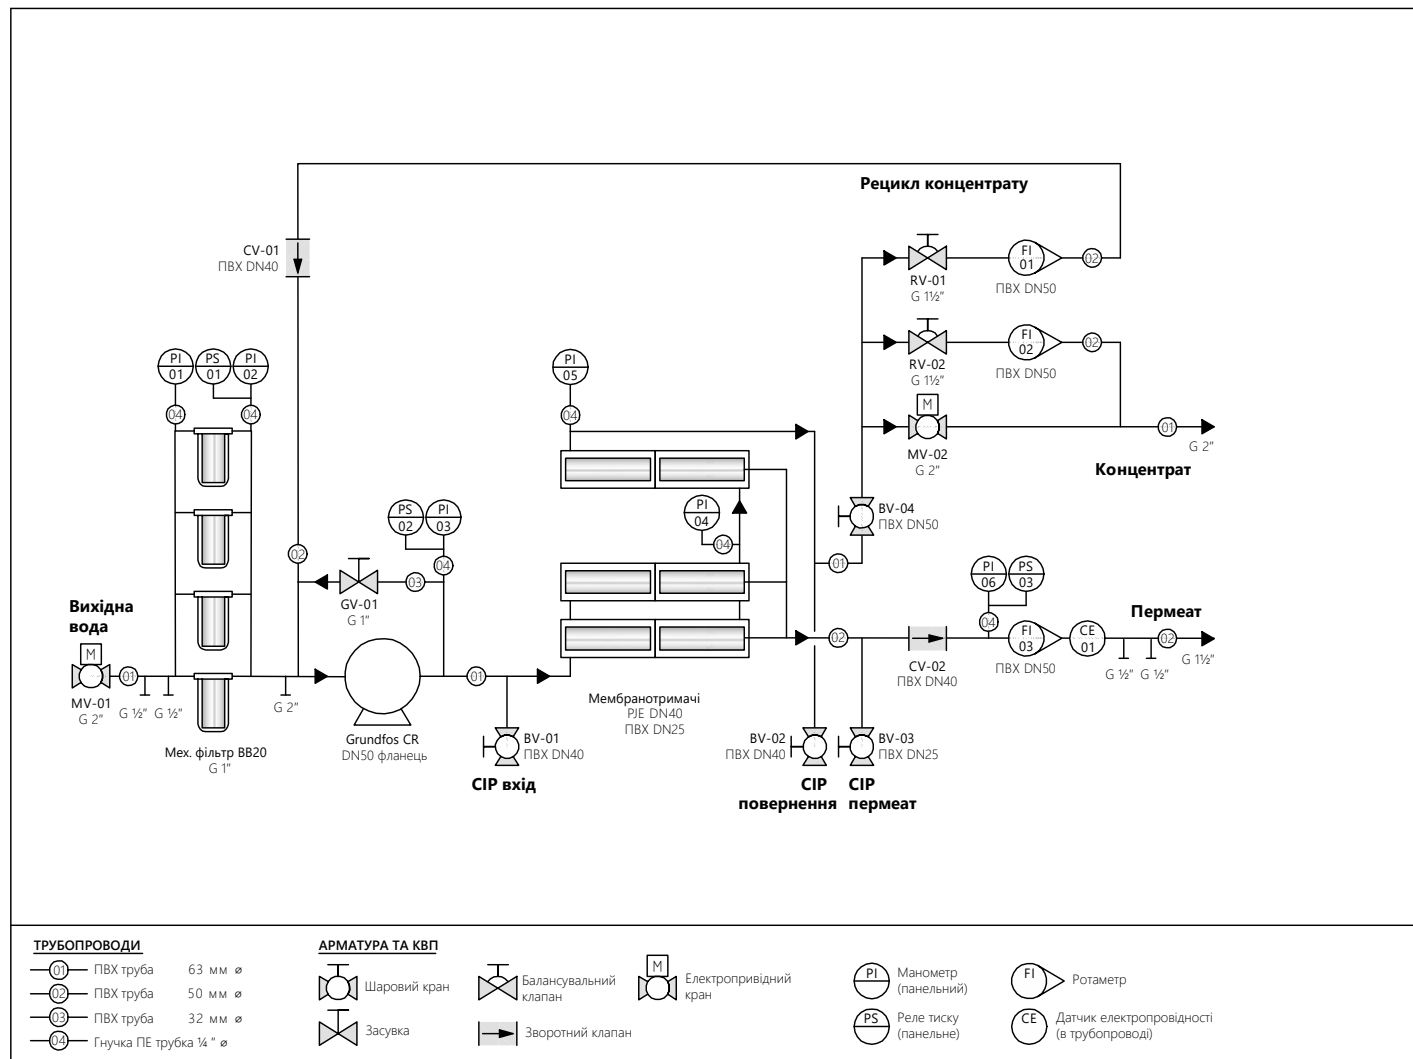 Рецикл концентрату
CV-01
ПВХ DN40
RV-01
G 1½"
FI
01
ПВХ DN50
02
RV-02
G 1½"
FI
02
ПВХ DN50
02
M
MV-02
G 2"
01
G 2"
Концентрат
PI
01
PS
01
PI
02
04
04
PI
05
04
PS
02
PI
03
04
PI
04
04
BV-04
ПВХ DN50
01
02
03
GV-01
G 1"
PI
06
PS
03
04
Вихідна
вода
M
MV-01
G 2"
01
G ½"
G ½"
Мех. фільтр BB20
G 1"
G 2"
Grundfos CR
DN50 фланець
01
BV-01
ПВХ DN40
CIP вхід
Мембранотримачі
PJE DN40
ПВХ DN25
02
CV-02
ПВХ DN40
FI
03
ПВХ DN50
CE
01
G ½"
G ½"
Пермеат
02
G 1½"
BV-02
ПВХ DN40
CIP
повернення
BV-03
ПВХ DN25
CIP
пермеат
ТРУБОПРОВОДИ
01 ПВХ труба 63 мм ø
02 ПВХ труба 50 мм ø
03 ПВХ труба 32 мм ø
04 Гнучка ПЕ трубка ¼ " ø
АРМАТУРА ТА КВП
Шаровий кран
Засувка
Балансувальний
клапан
Зворотний клапан
M
Електропривідний
кран
PI
Манометр
(панельний)
PS
Реле тиску
(панельне)
FI
Ротаметр
CE
Датчик електропровідності
(в трубопроводі)